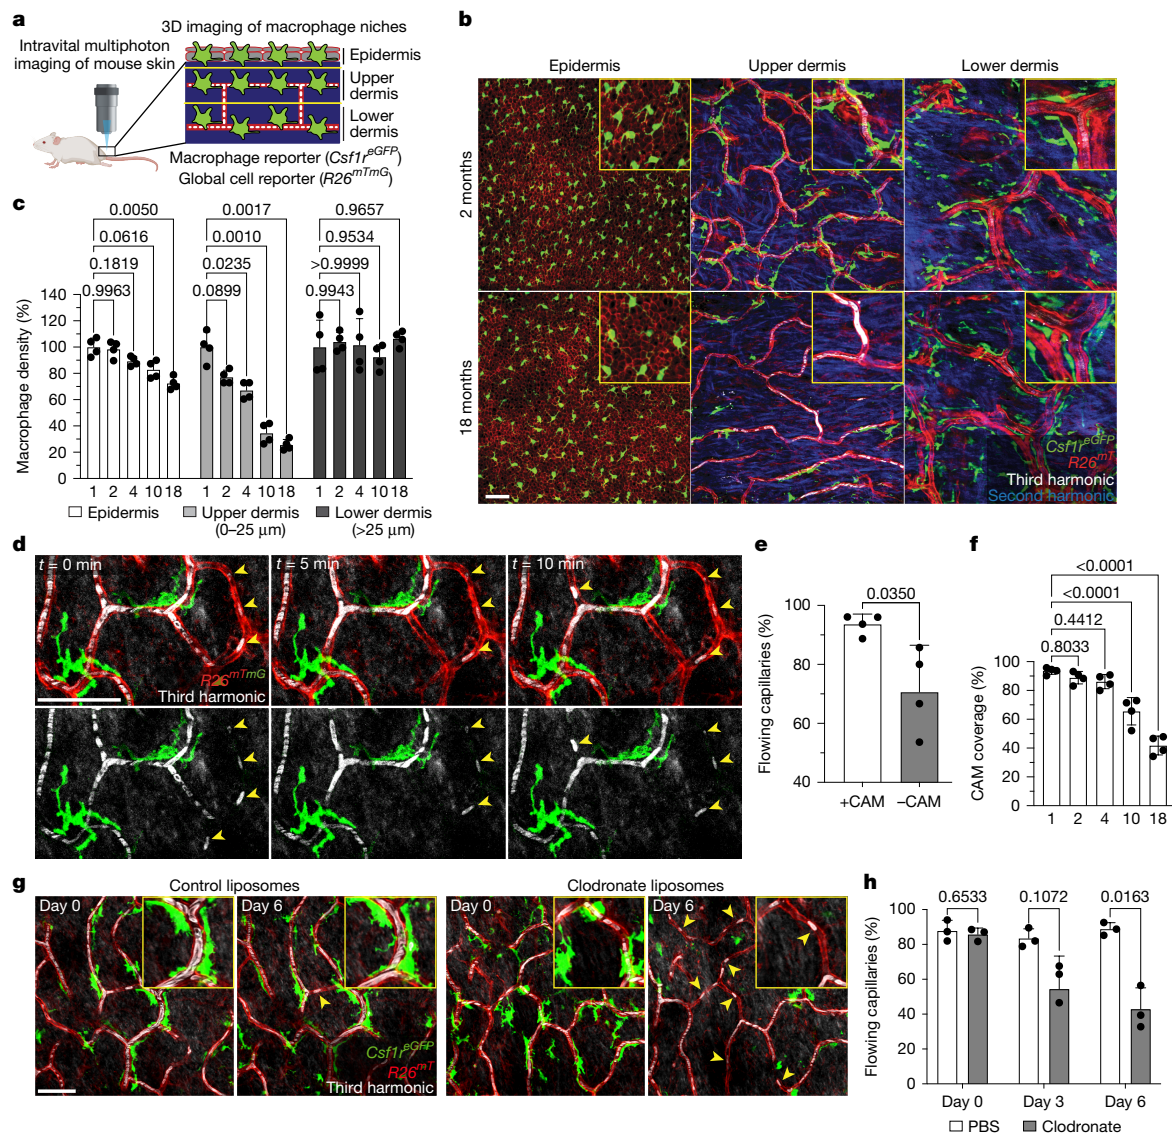 a
3D imaging of macrophage niches
Intravital multiphoton
imaging of mouse skin
Epidermis
Upper
dermis
Lower
dermis
Macrophage reporter (Csf1r^eGFP)
Global cell reporter (R26^mTmG)
b
Epidermis
Upper dermis
Lower dermis
2 months
18 months
Csf1r^eGFP
R26^mT
Third harmonic
Second harmonic
c
0.0050
0.0616
0.1819
0.9963
0.0017
0.0010
0.0235
0.0899
0.9657
0.9534
>0.9999
0.9943
Macrophage density (%)
140
120
100
80
60
40
20
0
1 2 4 10 18
1 2 4 10 18
1 2 4 10 18
Epidermis
Upper dermis
(0–25 μm)
Lower dermis
(>25 μm)
d
t = 0 min
t = 5 min
t = 10 min
R26^mTmG
Third harmonic
e
0.0350
Flowing capillaries (%)
100
80
60
40
+CAM
−CAM
f
<0.0001
<0.0001
0.4412
0.8033
CAM coverage (%)
100
80
60
40
20
0
1 2 4 10 18
g
Control liposomes
Clodronate liposomes
Day 0
Day 6
Day 0
Day 6
Csf1r^eGFP
R26^mT
Third harmonic
h
0.6533
0.1072
0.0163
Flowing capillaries (%)
100
80
60
40
20
0
Day 0
Day 3
Day 6
PBS
Clodronate